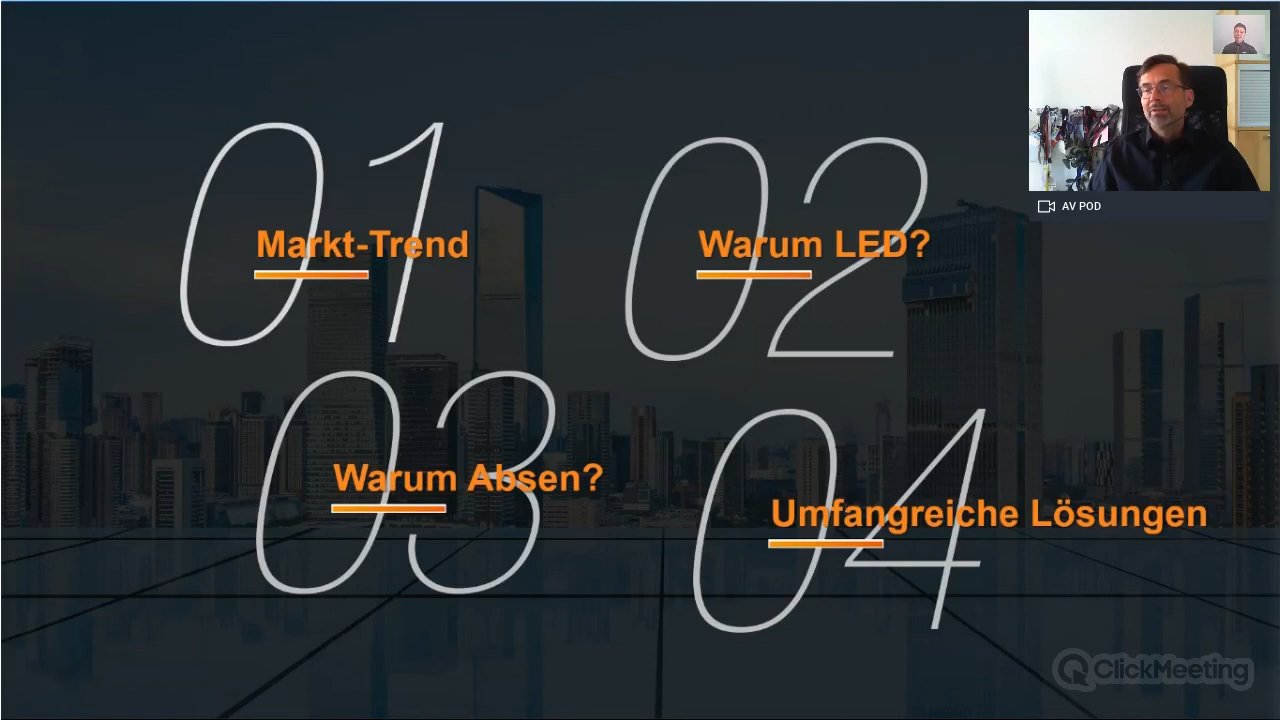 01
Markt-Trend
02
Warum LED?
AV POD
03
Warum Absen?
04
Umfangreiche Lösungen
ClickMeeting